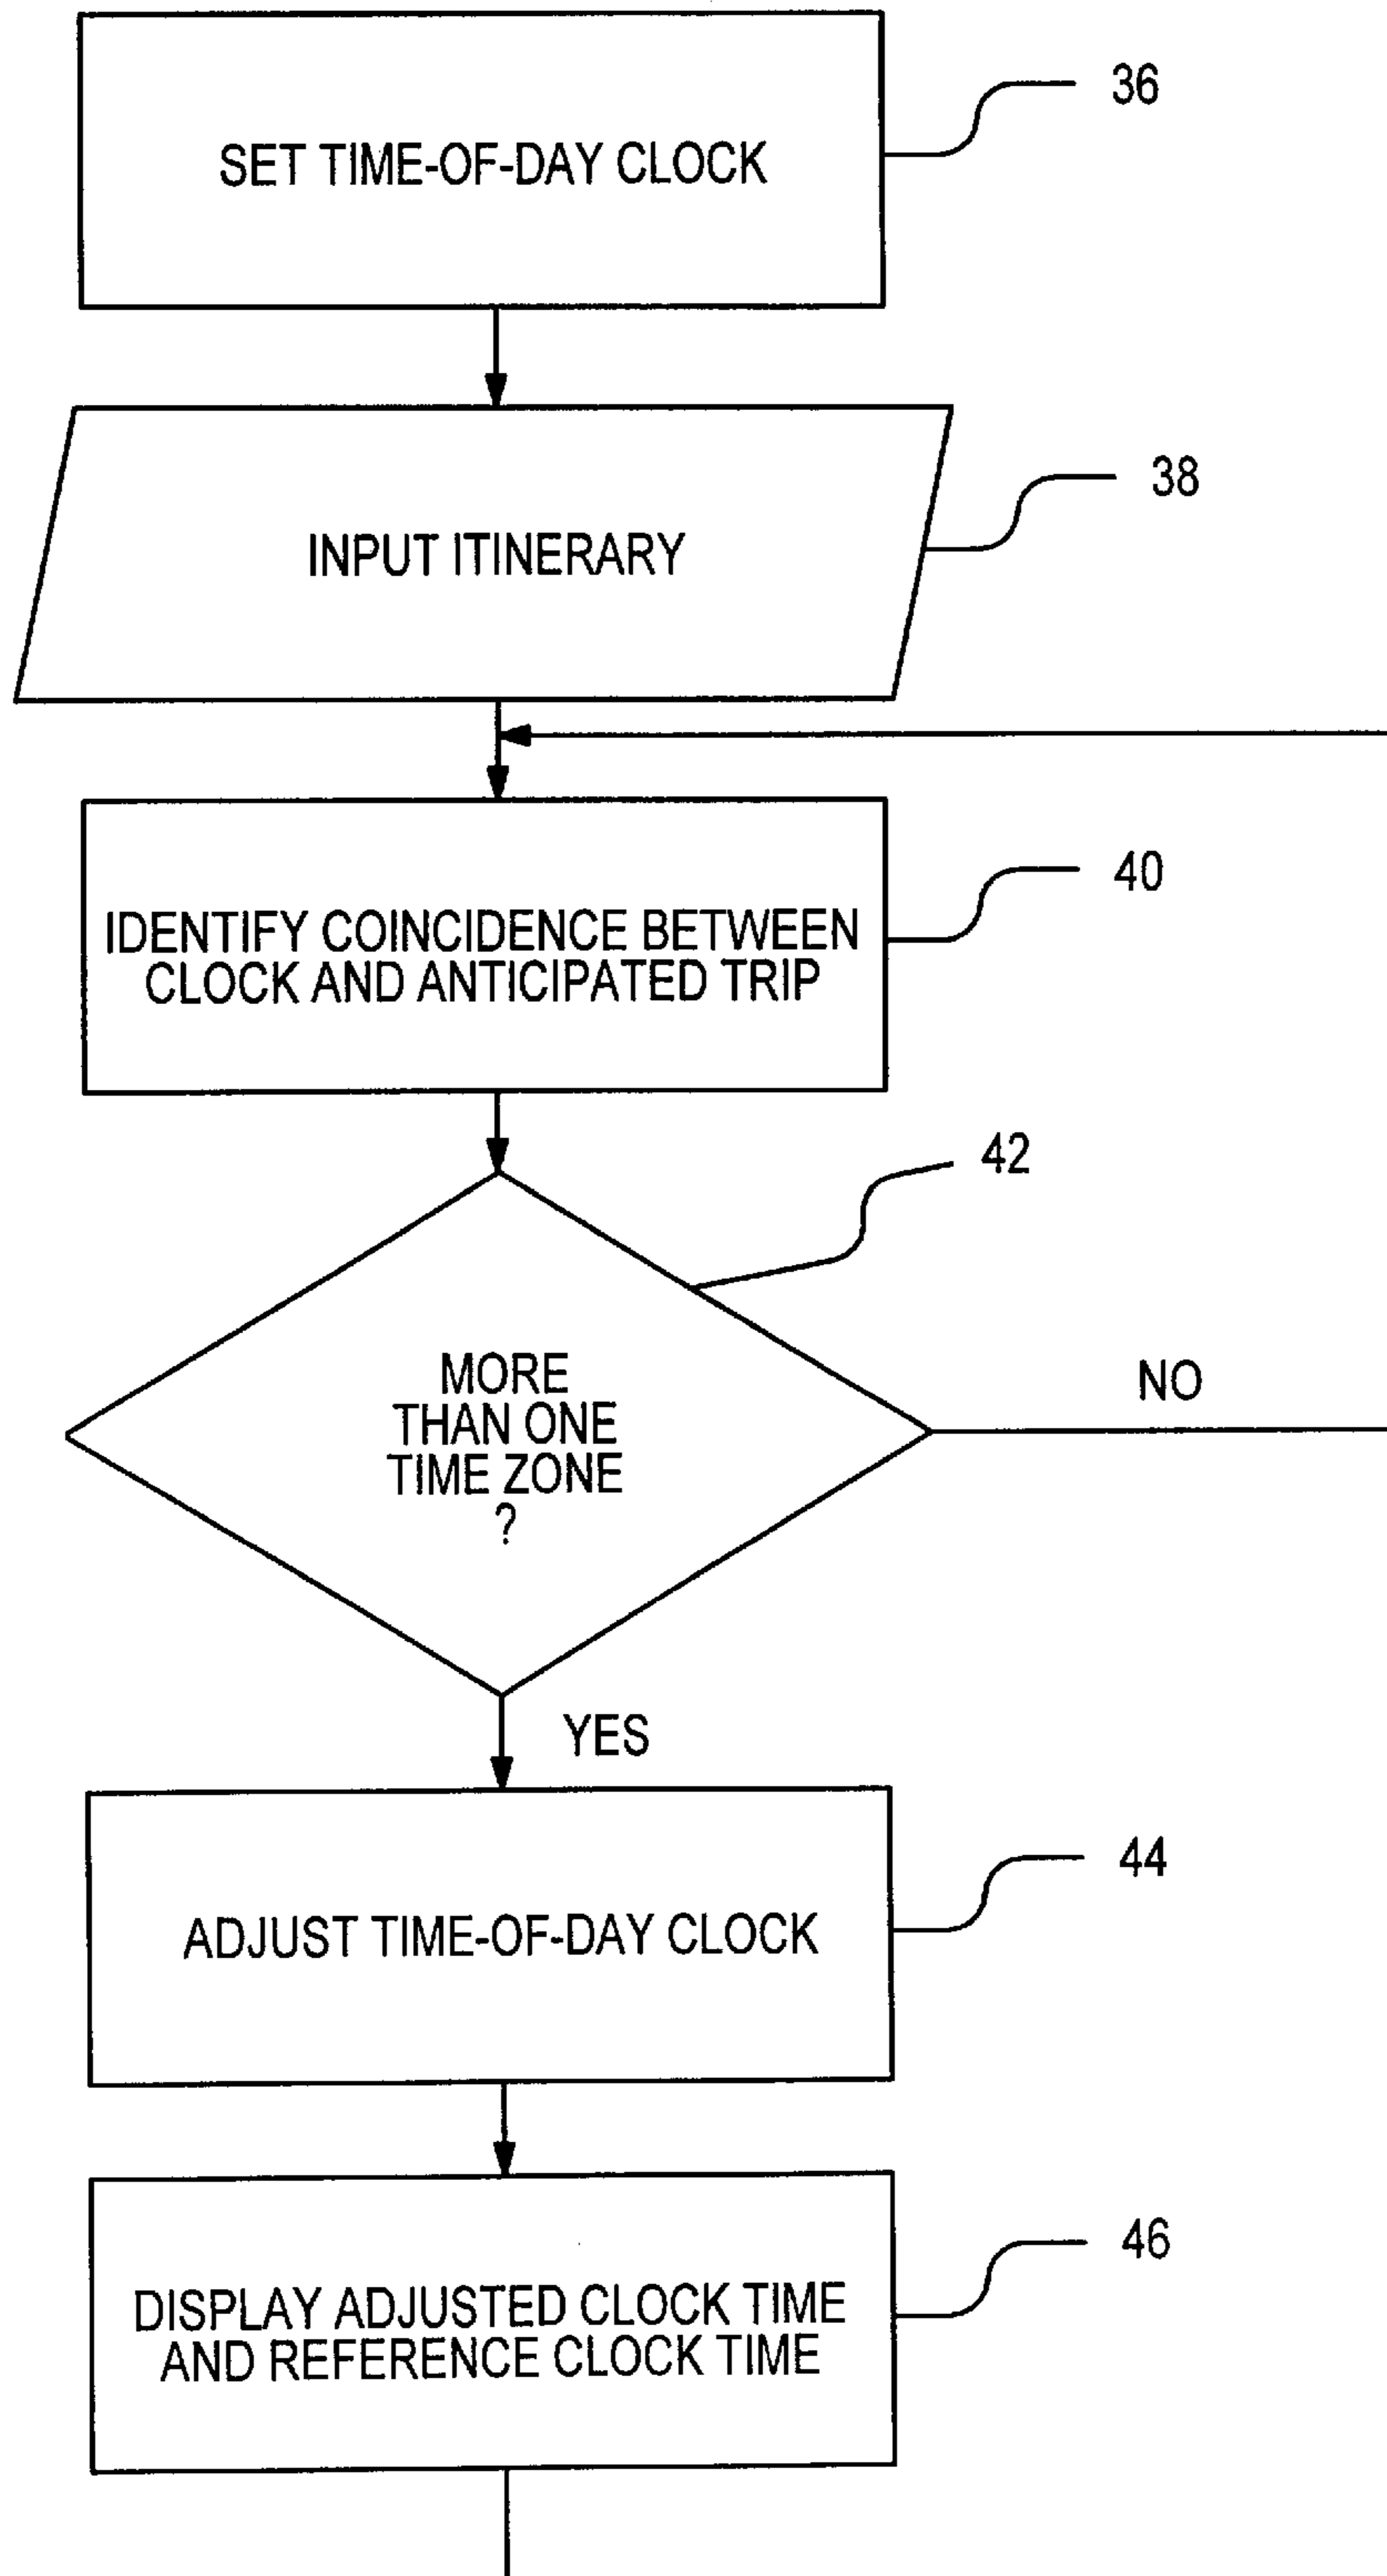 36
SET TIME-OF-DAY CLOCK
38
INPUT ITINERARY
40
IDENTIFY COINCIDENCE BETWEEN
CLOCK AND ANTICIPATED TRIP
42
MORE
THAN ONE
TIME ZONE
?
NO
YES
44
ADJUST TIME-OF-DAY CLOCK
46
DISPLAY ADJUSTED CLOCK TIME
AND REFERENCE CLOCK TIME